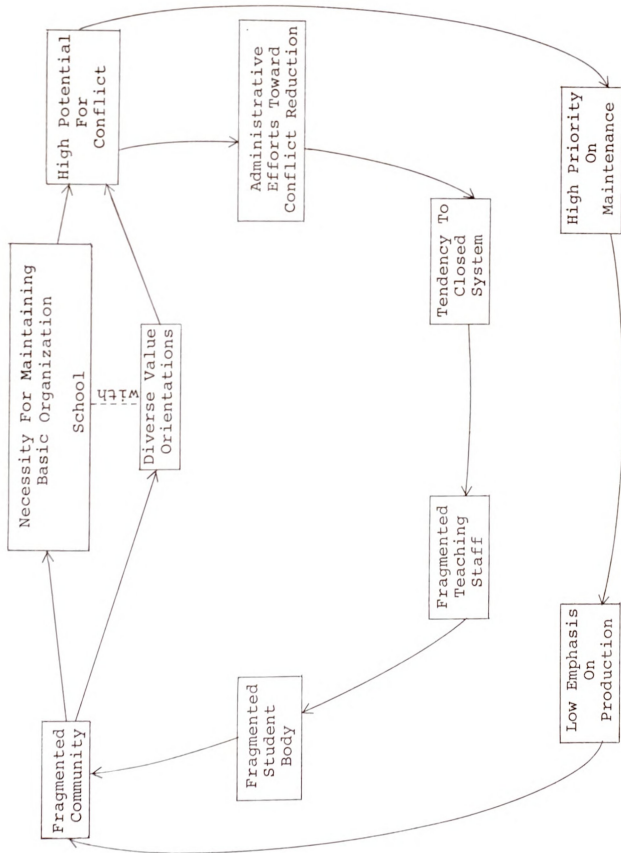 Fragmented
Community
Necessity For Maintaining
Basic Organization
School
with
Diverse Value
Orientations
High Potential
For
Conflict
Administrative
Efforts Toward
Conflict Reduction
Tendency To
Closed
System
Fragmented
Teaching
Staff
Fragmented
Student
Body
High Priority
On
Maintenance
Low Emphasis
On
Production